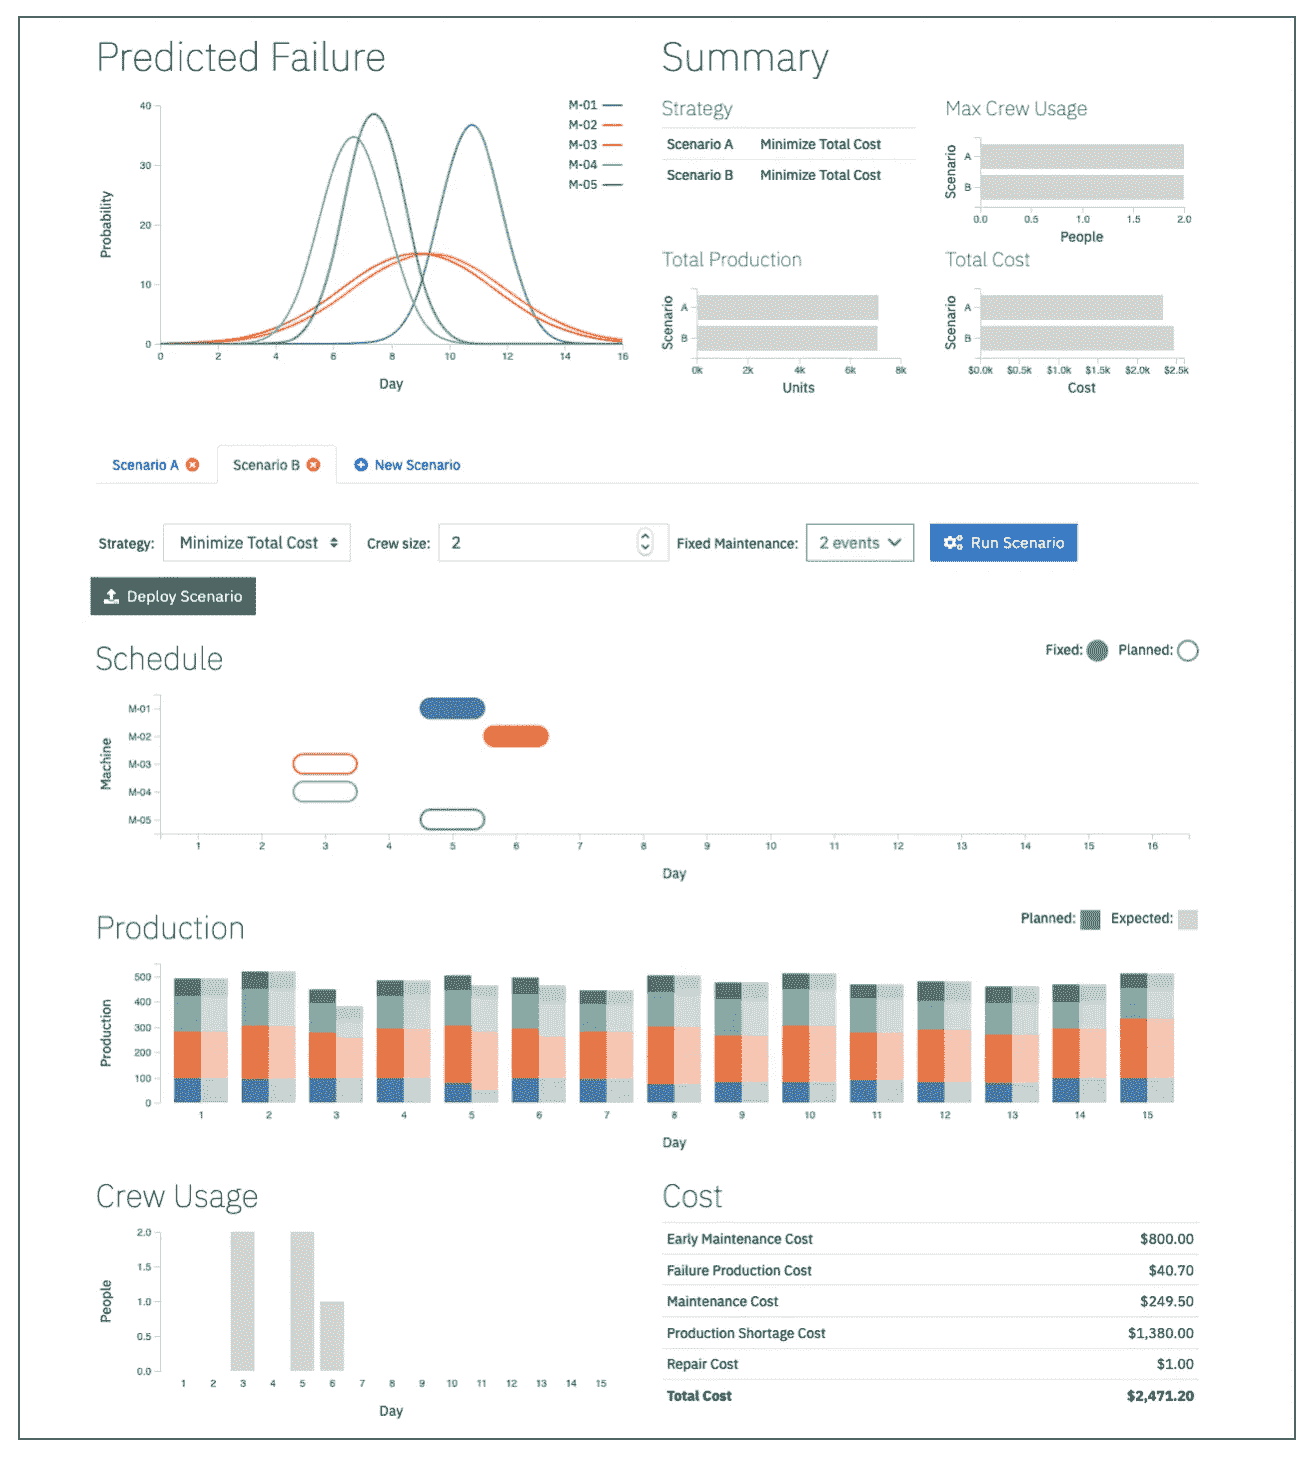 Predicted Failure
40
30
20
10
0
Probability
0 2 4 6 8 10 12 14 16
Day
M-01
M-02
M-03
M-04
M-05
Summary
Strategy
Scenario A Minimize Total Cost
Scenario B Minimize Total Cost
Max Crew Usage
Scenario
A
B
0.0 0.5 1.0 1.5 2.0
People
Total Production
Scenario
A
B
0k 2k 4k 6k 8k
Units
Total Cost
Scenario
A
B
$0.0k $0.5k $1.0k $1.5k $2.0k $2.5k
Cost
Scenario A Scenario B New Scenario
Strategy: Minimize Total Cost Crew size: 2 Fixed Maintenance: 2 events Run Scenario
Deploy Scenario
Schedule
Fixed: Planned:
Machine
M-01
M-02
M-03
M-04
M-05
1 2 3 4 5 6 7 8 9 10 11 12 13 14 15 16
Day
Production
Planned: Expected:
Production
500
400
300
200
100
0
1 2 3 4 5 6 7 8 9 10 11 12 13 14 15
Day
Crew Usage
People
2.0
1.5
1.0
0.5
0.0
1 2 3 4 5 6 7 8 9 10 11 12 13 14 15
Day
Cost
Early Maintenance Cost $800.00
Failure Production Cost $40.70
Maintenance Cost $249.50
Production Shortage Cost $1,380.00
Repair Cost $1.00
Total Cost $2,471.20